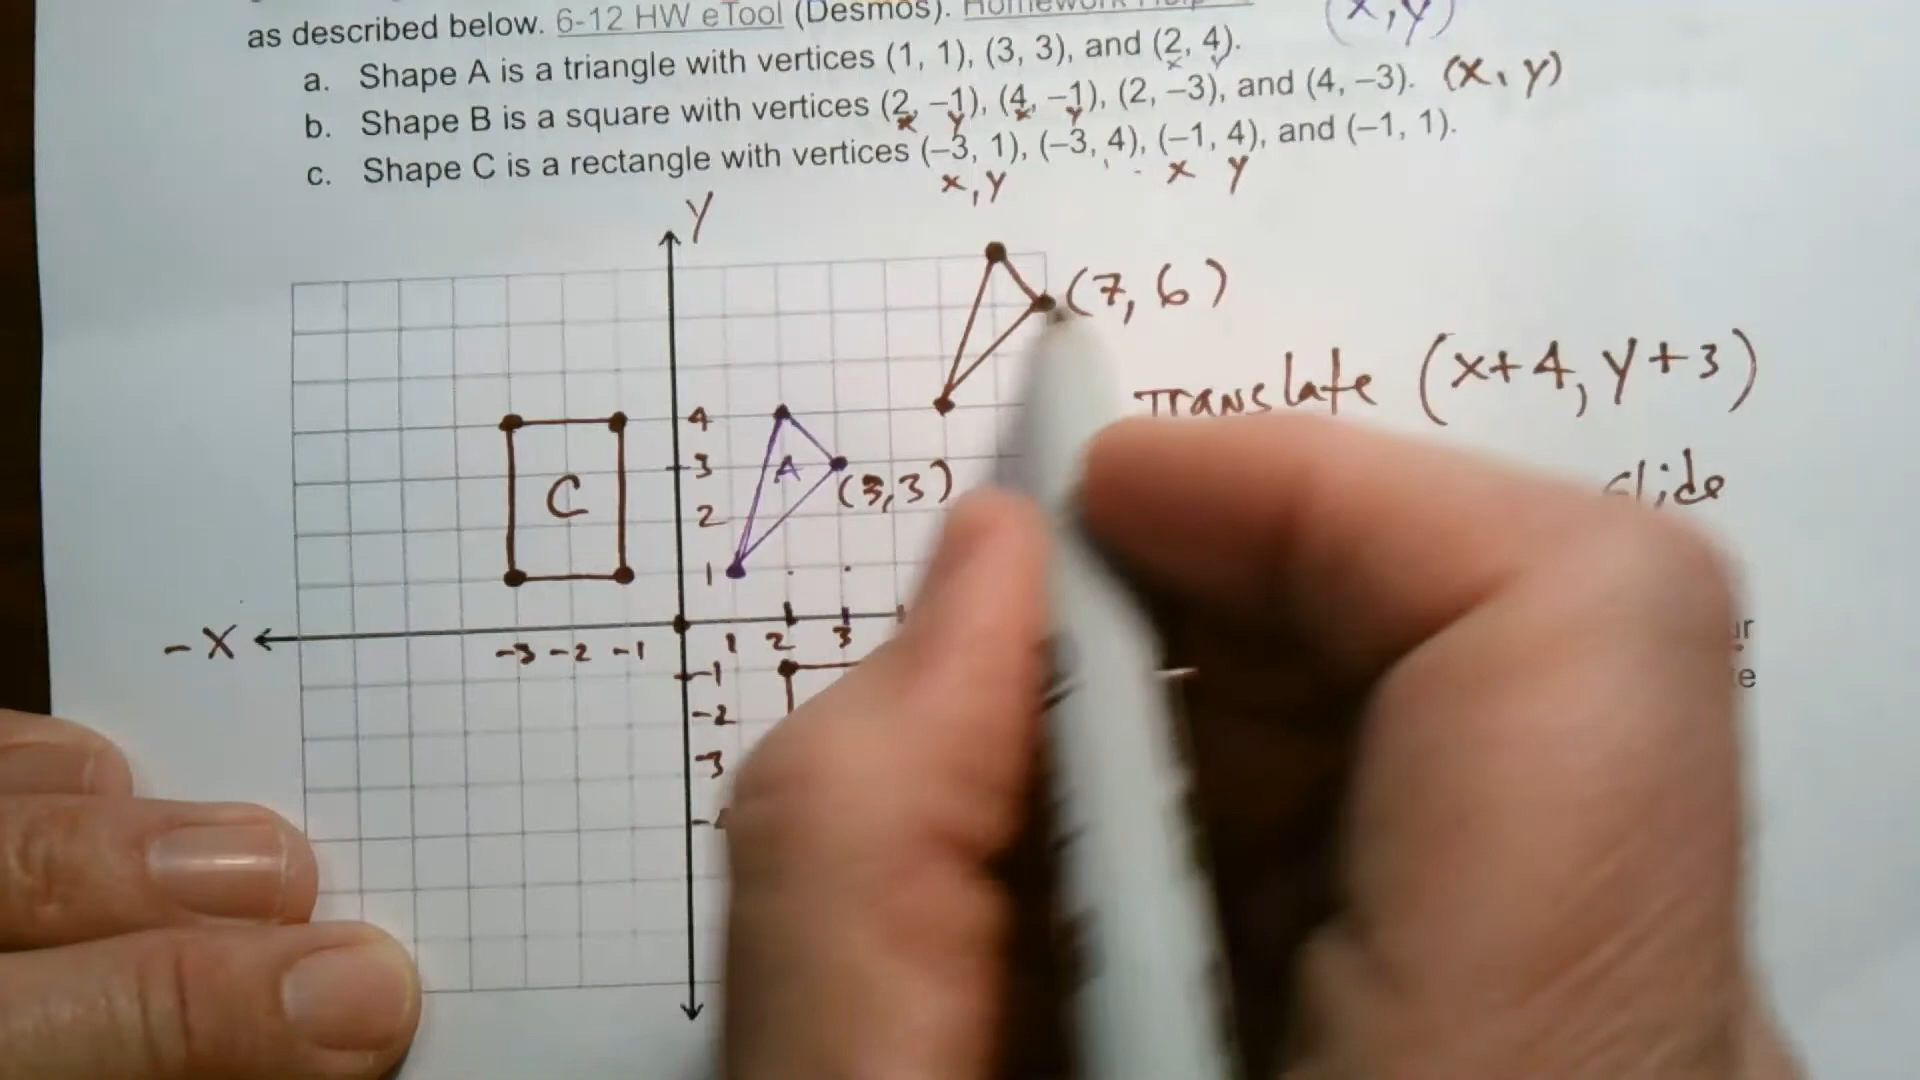 as described below. 6-12 HW eTool (Desmos). Homework Help
(x,y)
a. Shape A is a triangle with vertices (1, 1), (3, 3), and (2, 4).
x y
b. Shape B is a square with vertices (2, –1), (4, –1), (2, –3), and (4, –3). (x, y)
x y x y
c. Shape C is a rectangle with vertices (–3, 1), (–3, 4), (–1, 4), and (–1, 1).
x, y x y
Y
(7, 6)
Translate (x+4, y+3)
4
3 A
C (3,3) slide
2
1
-X -3 -2 -1 1 2 3
-1
-2
-3